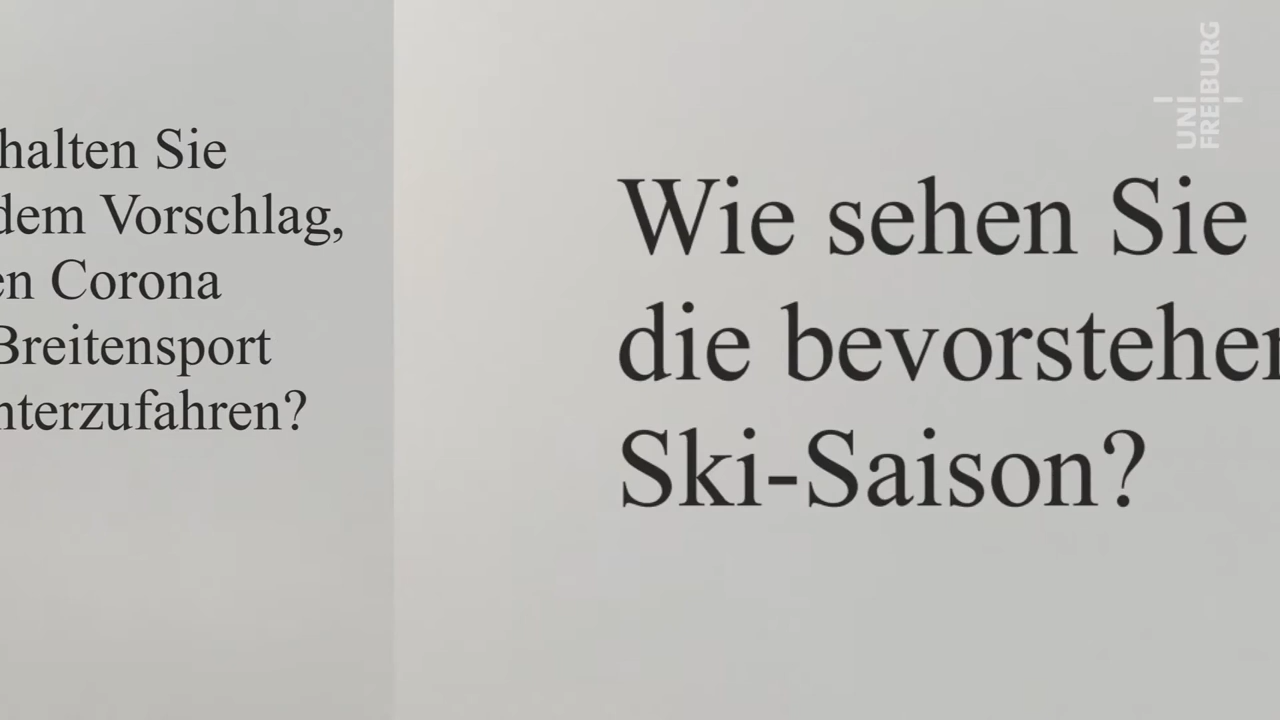 halten Sie
dem Vorschlag,
en Corona
Breitensport
nterzufahren?
Wie sehen Sie
die bevorstehen
Ski-Saison?
UNI
FREIBURG